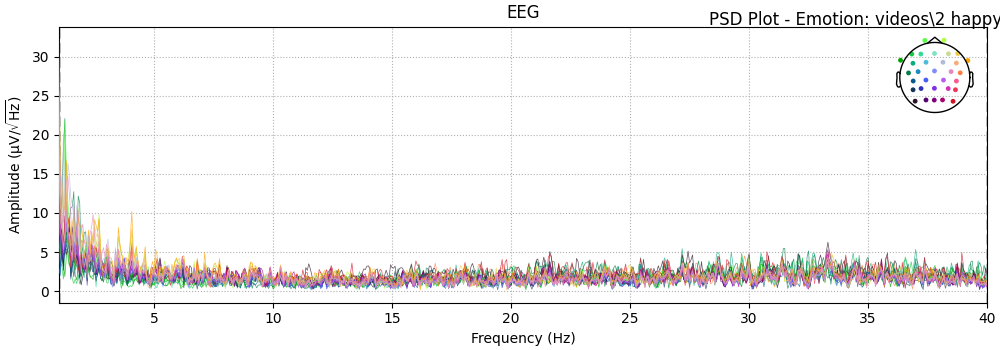 EEG
PSD Plot - Emotion: videos\2 happy
Amplitude (µV/√Hz)
30
25
20
15
10
5
0
5 10 15 20 25 30 35 40
Frequency (Hz)